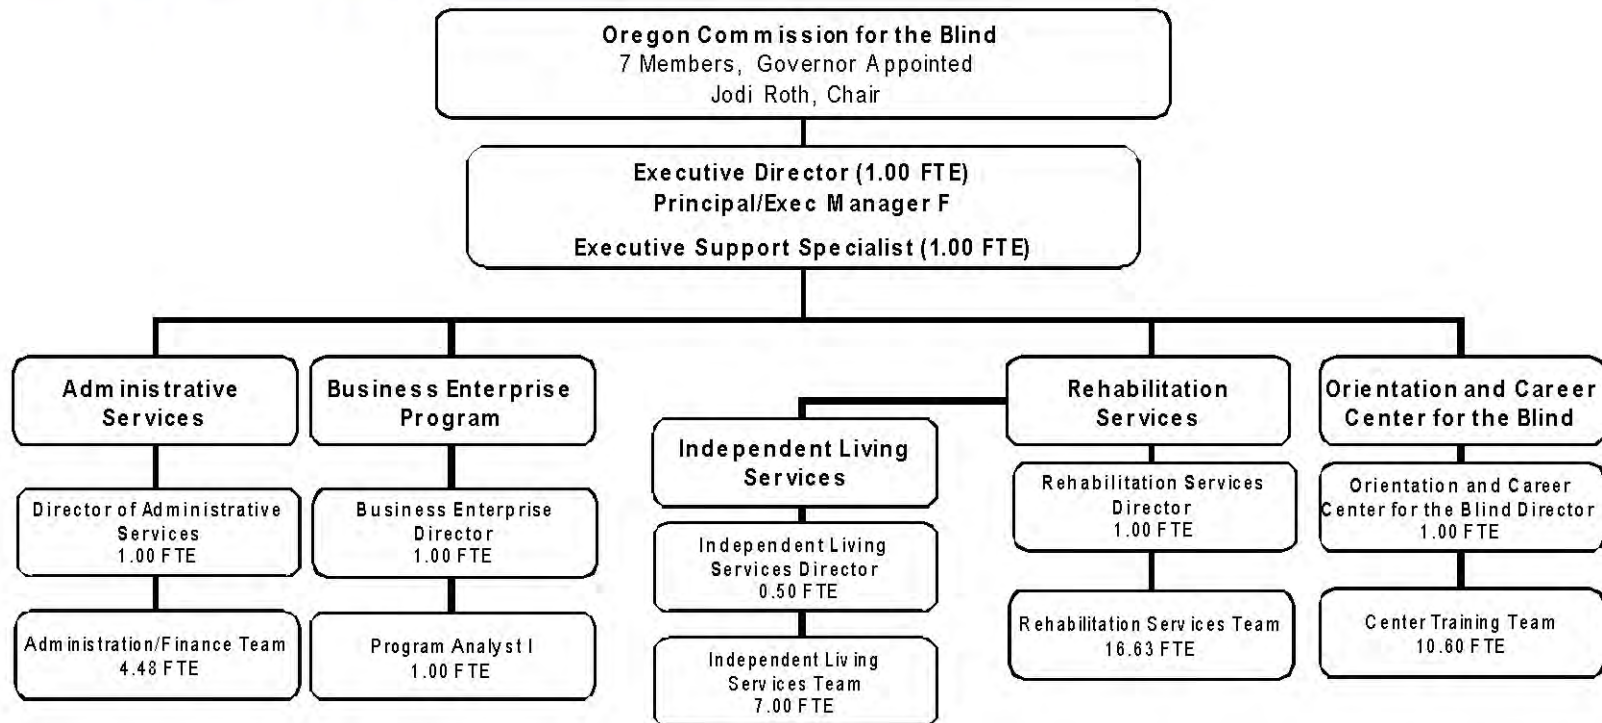 Oregon Commission for the Blind
7 Members, Governor Appointed
Jodi Roth, Chair
Executive Director (1.00 FTE)
Principal/Exec Manager F
Executive Support Specialist (1.00 FTE)
Administrative
Services
Director of Administrative
Services
1.00 FTE
Administration/Finance Team
4.48 FTE
Business Enterprise
Program
Business Enterprise
Director
1.00 FTE
Program Analyst I
1.00 FTE
Independent Living
Services
Independent Living
Services Director
0.50 FTE
Independent Living
Services Team
7.00 FTE
Rehabilitation
Services
Rehabilitation Services
Director
1.00 FTE
Rehabilitation Services Team
16.63 FTE
Orientation and Career
Center for the Blind
Orientation and Career
Center for the Blind Director
1.00 FTE
Center Training Team
10.60 FTE